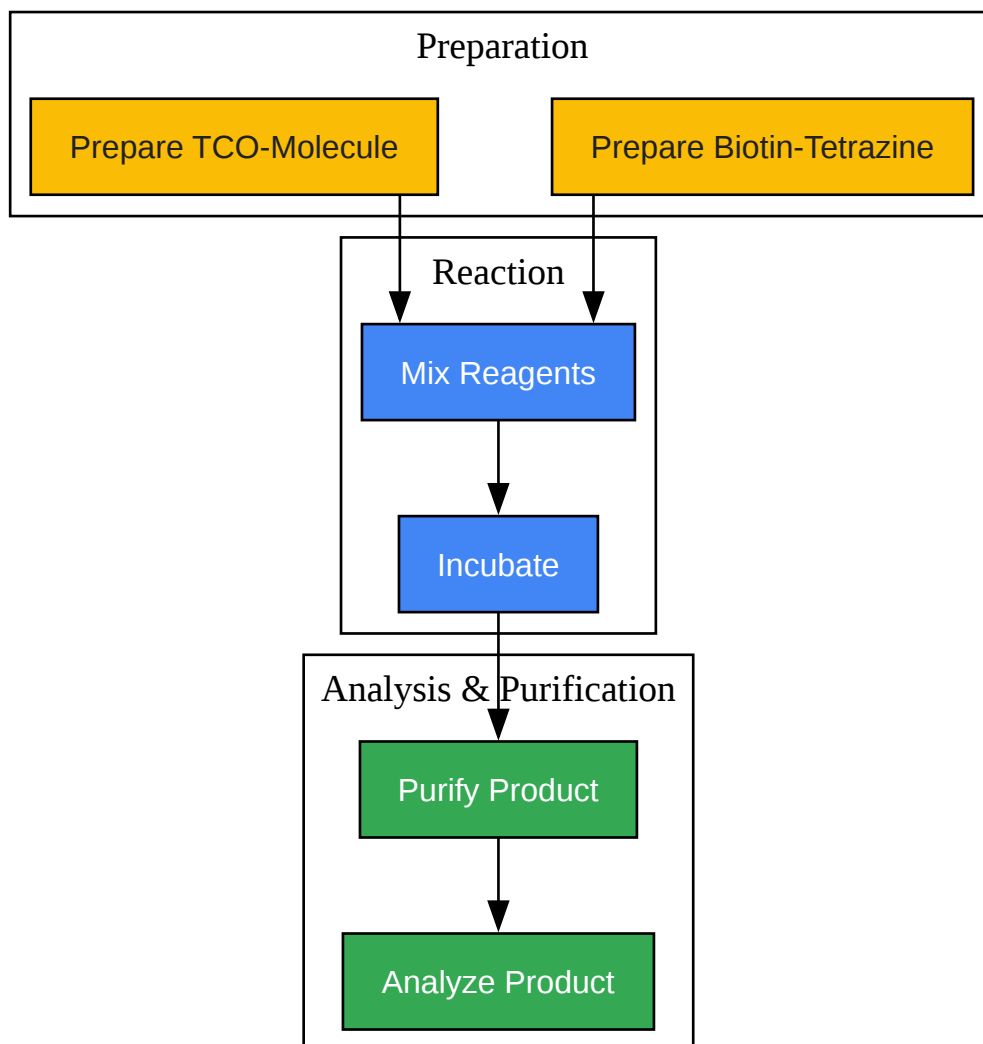 Preparation
Prepare TCO-Molecule
Prepare Biotin-Tetrazine
Reaction
Mix Reagents
Incubate
Analysis & Purification
Purify Product
Analyze Product